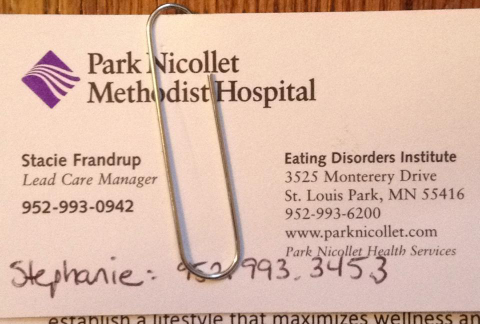 Park Nicollet
Methodist Hospital
Stacie Frandrup
Lead Care Manager
952-993-0942
Eating Disorders Institute
3525 Monterery Drive
St. Louis Park, MN 55416
952-993-6200
www.parknicollet.com
Park Nicollet Health Services
Stephanie: 952.993.3453
establish a lifestyle that maximizes wellness an